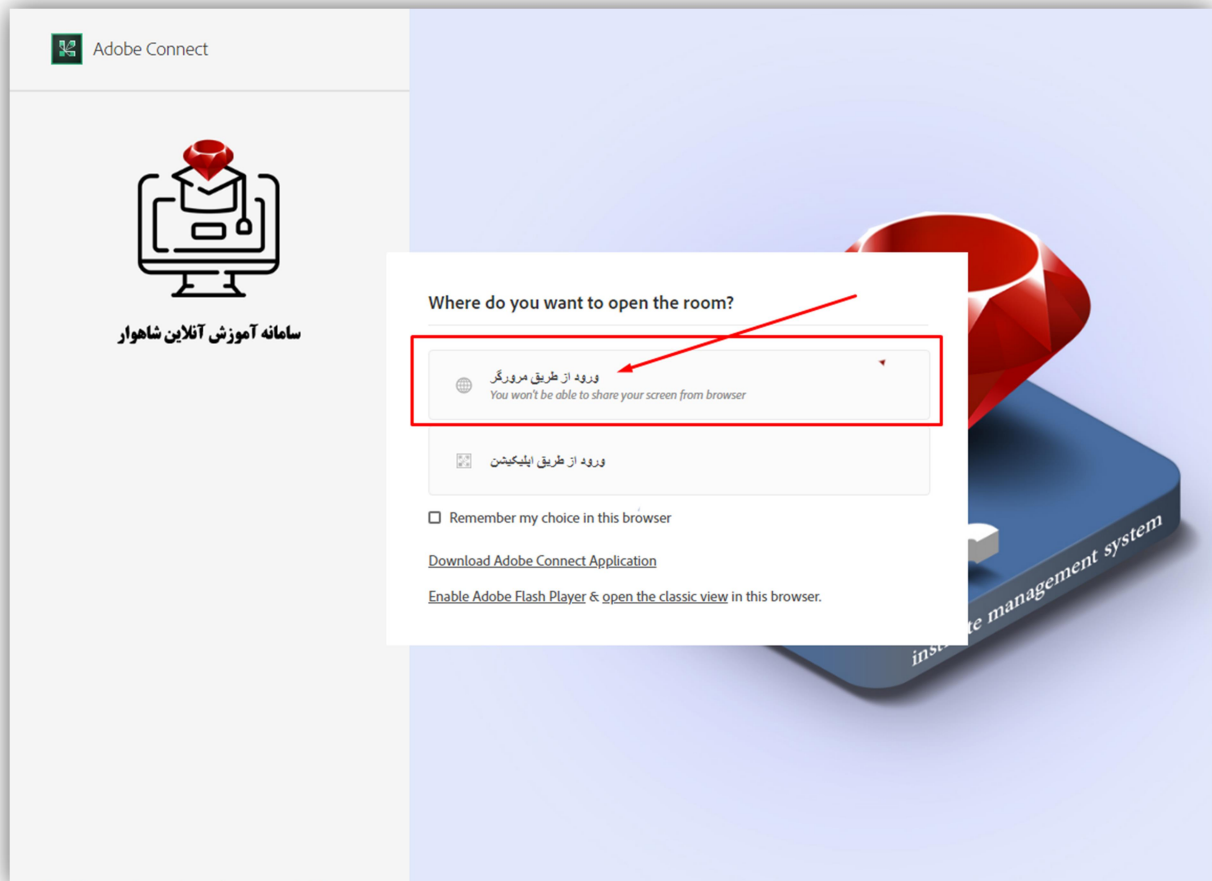 Adobe Connect
سامانه آموزش آنلاین شاهوار
Where do you want to open the room?
ورود از طریق مرورگر
You won't be able to share your screen from browser
ورود از طریق اپلیکیشن
Remember my choice in this browser
Download Adobe Connect Application
Enable Adobe Flash Player & open the classic view in this browser.
management system